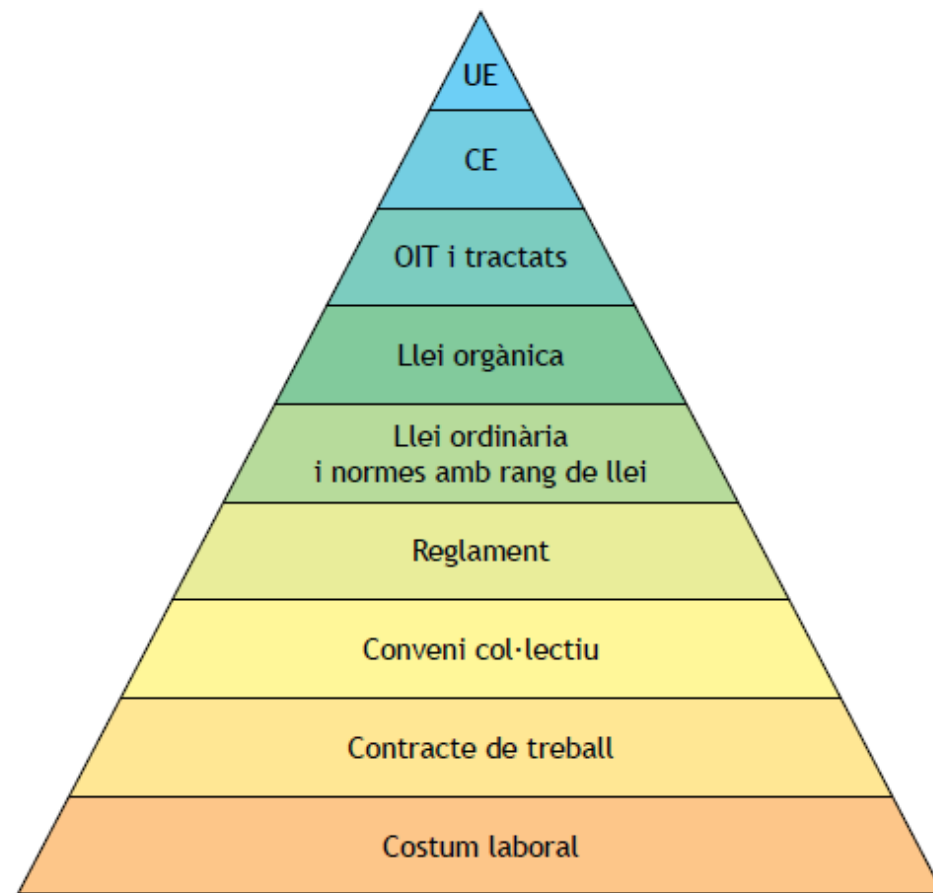 UE
CE
OIT i tractats
Llei orgànica
Llei ordinària
i normes amb rang de llei
Reglament
Conveni col·lectiu
Contracte de treball
Costum laboral